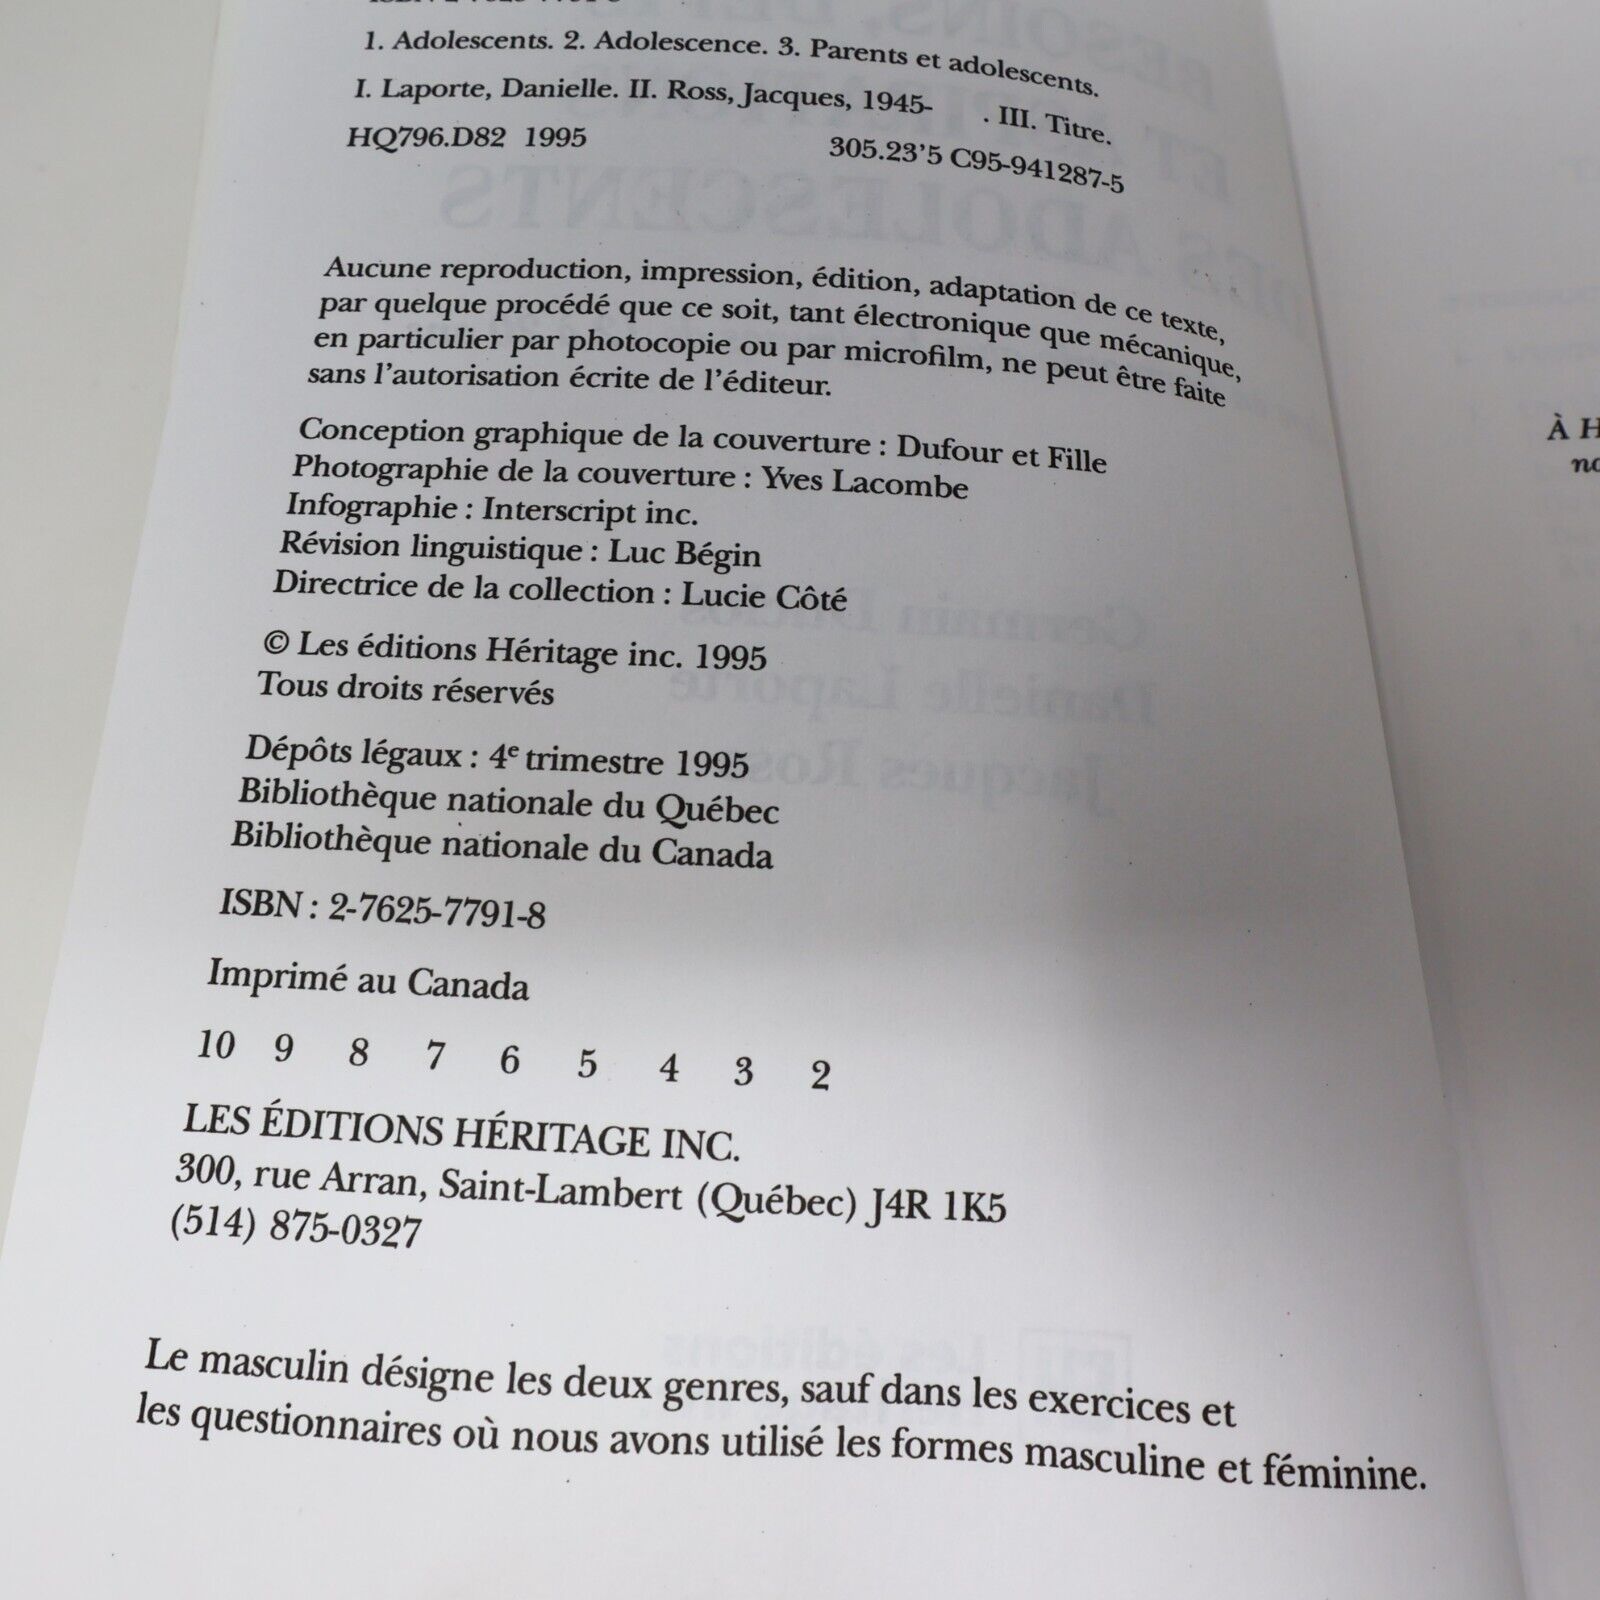 ISBN 2-7625-7791-8
1. Adolescents. 2. Adolescence. 3. Parents et adolescents.
I. Laporte, Danielle. II. Ross, Jacques, 1945- . III. Titre.
HQ796.D82 1995 305.23'5 C95-941287-5
Aucune reproduction, impression, édition, adaptation de ce texte,
par quelque procédé que ce soit, tant électronique que mécanique,
en particulier par photocopie ou par microfilm, ne peut être faite
sans l'autorisation écrite de l'éditeur.
Conception graphique de la couverture : Dufour et Fille
Photographie de la couverture : Yves Lacombe
Infographie : Interscript inc.
Révision linguistique : Luc Bégin
Directrice de la collection : Lucie Côté
© Les éditions Héritage inc. 1995
Tous droits réservés
Dépôts légaux : 4e trimestre 1995
Bibliothèque nationale du Québec
Bibliothèque nationale du Canada
ISBN : 2-7625-7791-8
Imprimé au Canada
10 9 8 7 6 5 4 3 2
LES ÉDITIONS HÉRITAGE INC.
300, rue Arran, Saint-Lambert (Québec) J4R 1K5
(514) 875-0327
Le masculin désigne les deux genres, sauf dans les exercices et
les questionnaires où nous avons utilisé les formes masculine et féminine.
À H
no